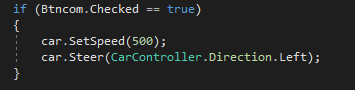 if (Btncom.Checked == true)
{
car.SetSpeed(500);
car.Steer(CarController.Direction.Left);
}